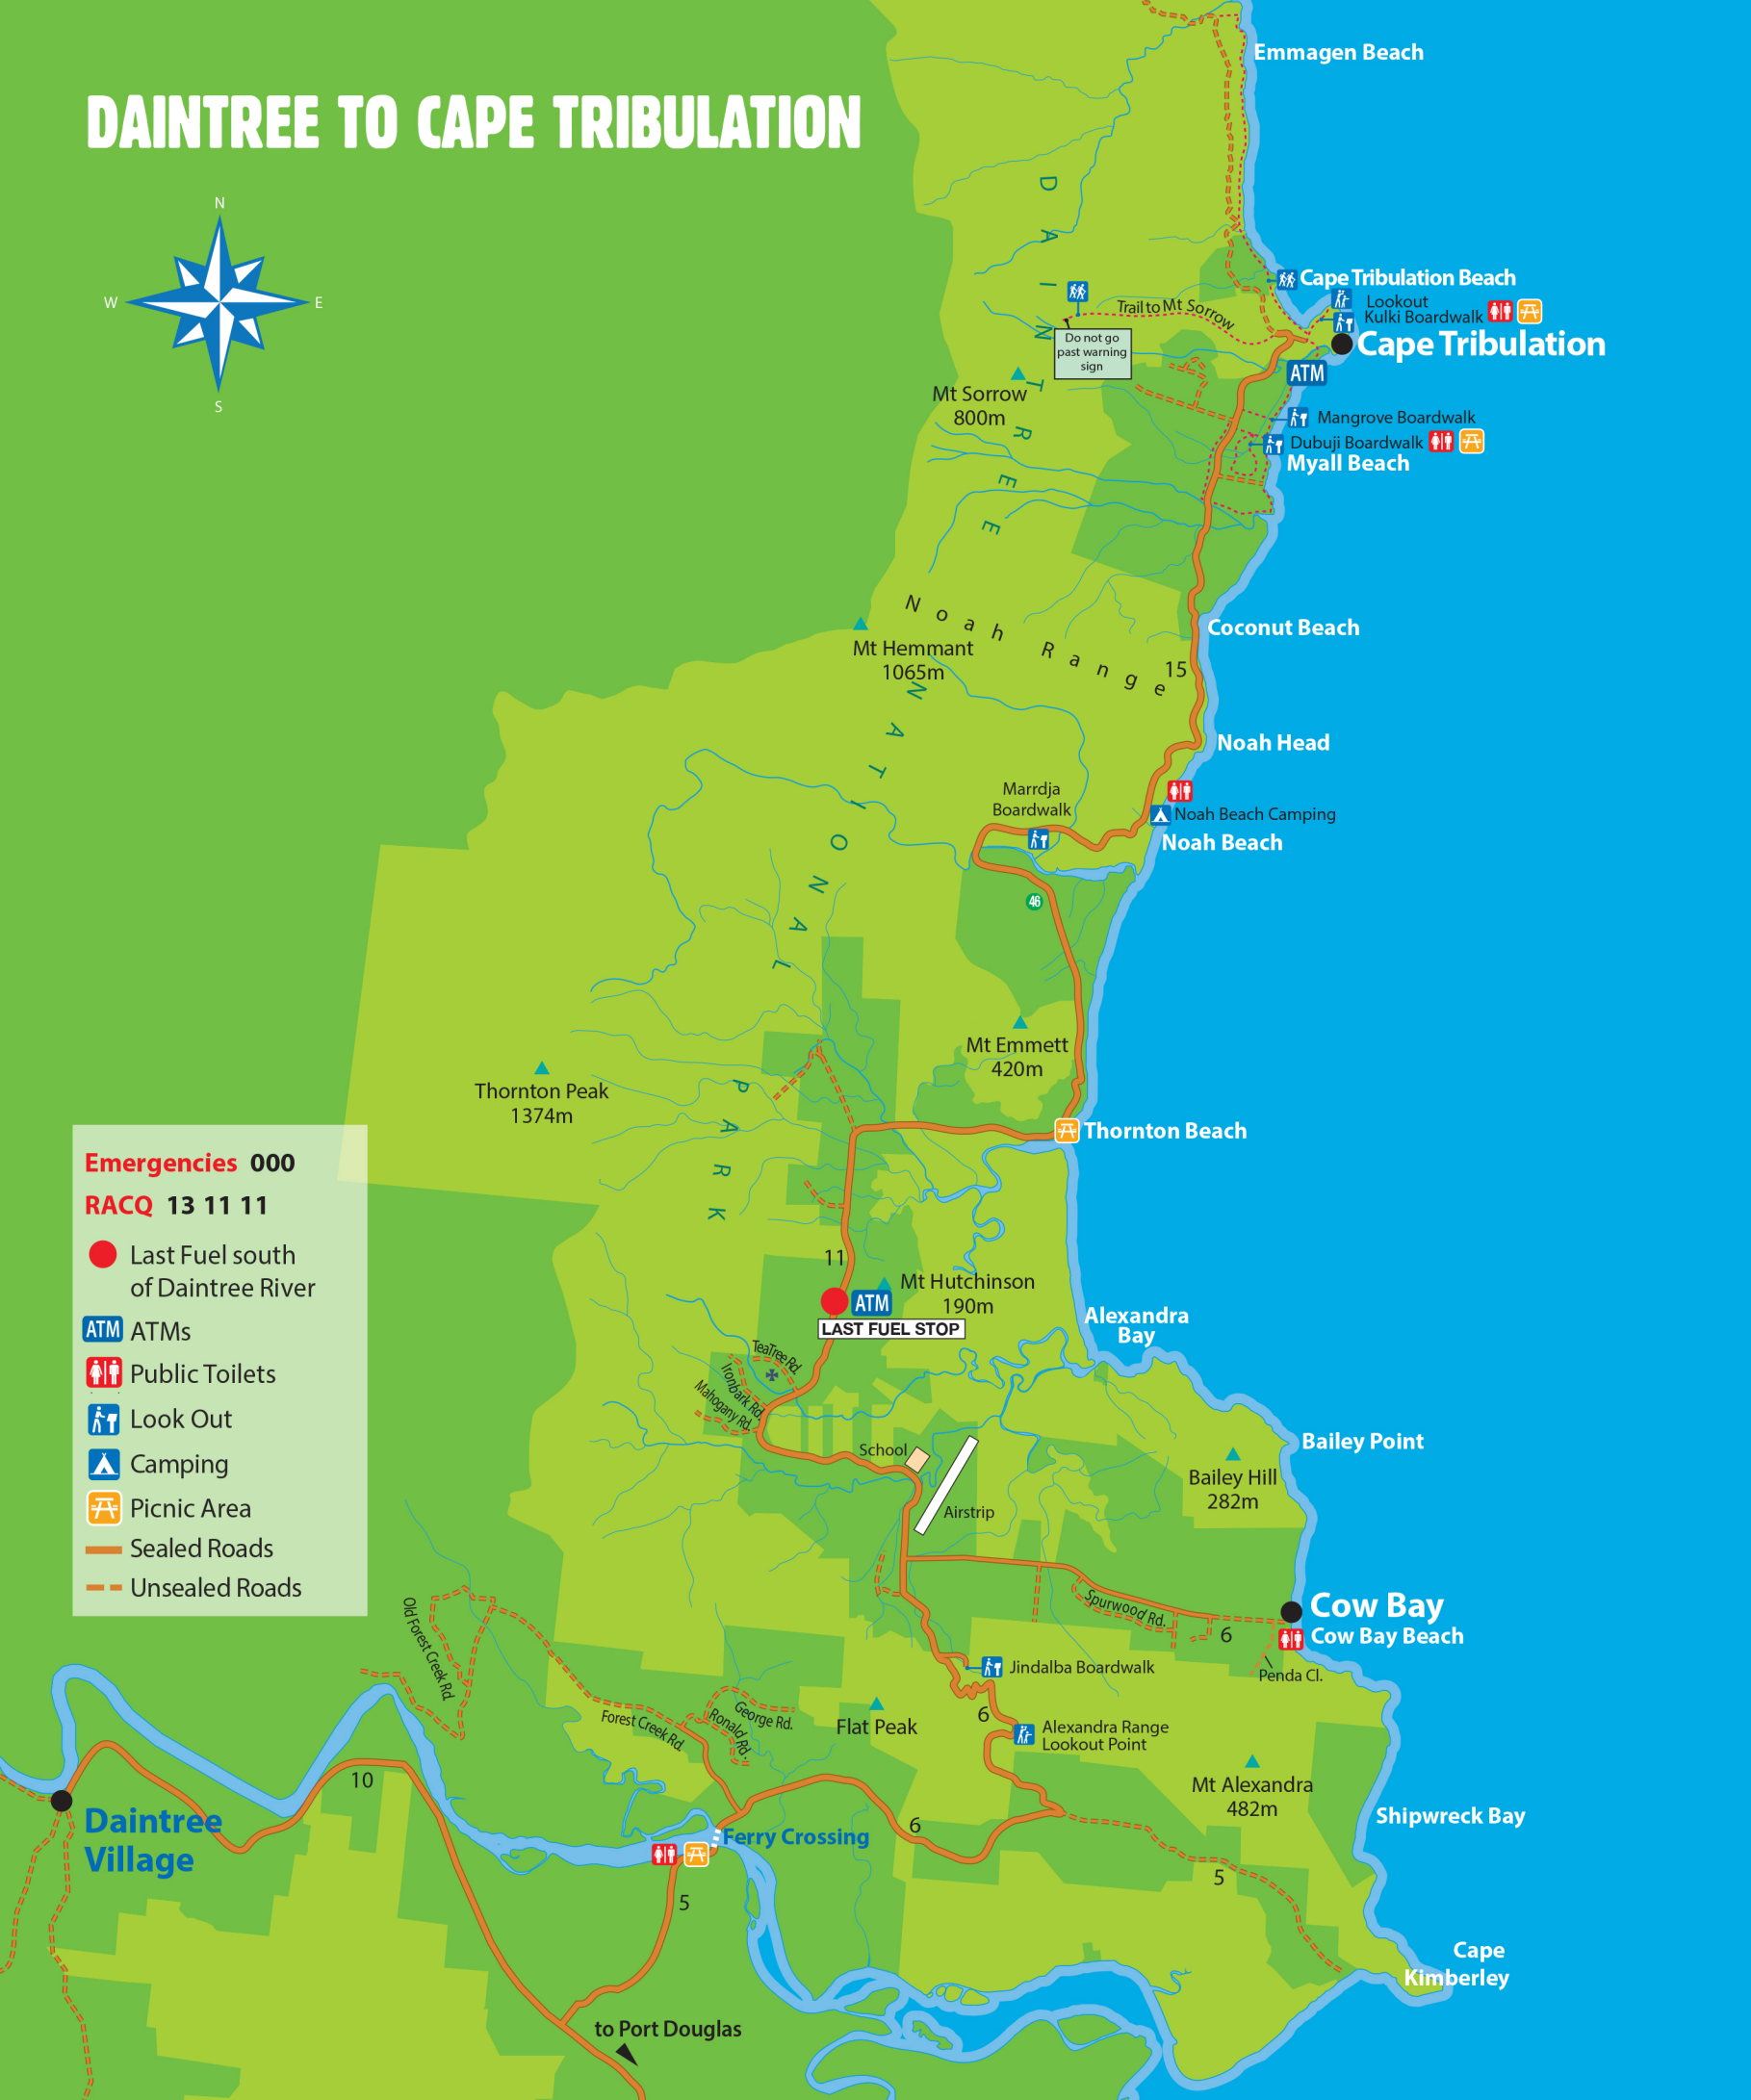 DAINTREE TO CAPE TRIBULATION
N
W
E
S
Emmagen Beach
Cape Tribulation Beach
Lookout
Kulki Boardwalk
Cape Tribulation
ATM
Trail to Mt Sorrow
Do not go
past warning
sign
Mt Sorrow
800m
Mangrove Boardwalk
Dubuji Boardwalk
Myall Beach
DAINTREE NATIONAL PARK
Noah Range
Coconut Beach
15
Mt Hemmant
1065m
Noah Head
Marrdja
Boardwalk
Noah Beach Camping
Noah Beach
46
Mt Emmett
420m
Thornton Peak
1374m
Thornton Beach
Emergencies 000
RACQ 13 11 11
Last Fuel south
of Daintree River
ATM ATMs
Public Toilets
Look Out
Camping
Picnic Area
Sealed Roads
Unsealed Roads
11
Mt Hutchinson
190m
ATM
LAST FUEL STOP
Alexandra
Bay
TeaTree Rd.
Ironbark Rd.
Mahogany Rd.
School
Airstrip
Bailey Point
Bailey Hill
282m
Spurwood Rd.
Cow Bay
6
Cow Bay Beach
Penda Cl.
Jindalba Boardwalk
Old Forest Creek Rd.
Forest Creek Rd.
George Rd.
Ronald Rd.
Flat Peak
6
Alexandra Range
Lookout Point
Mt Alexandra
482m
Shipwreck Bay
10
Daintree
Village
Ferry Crossing
6
5
5
Cape
Kimberley
to Port Douglas